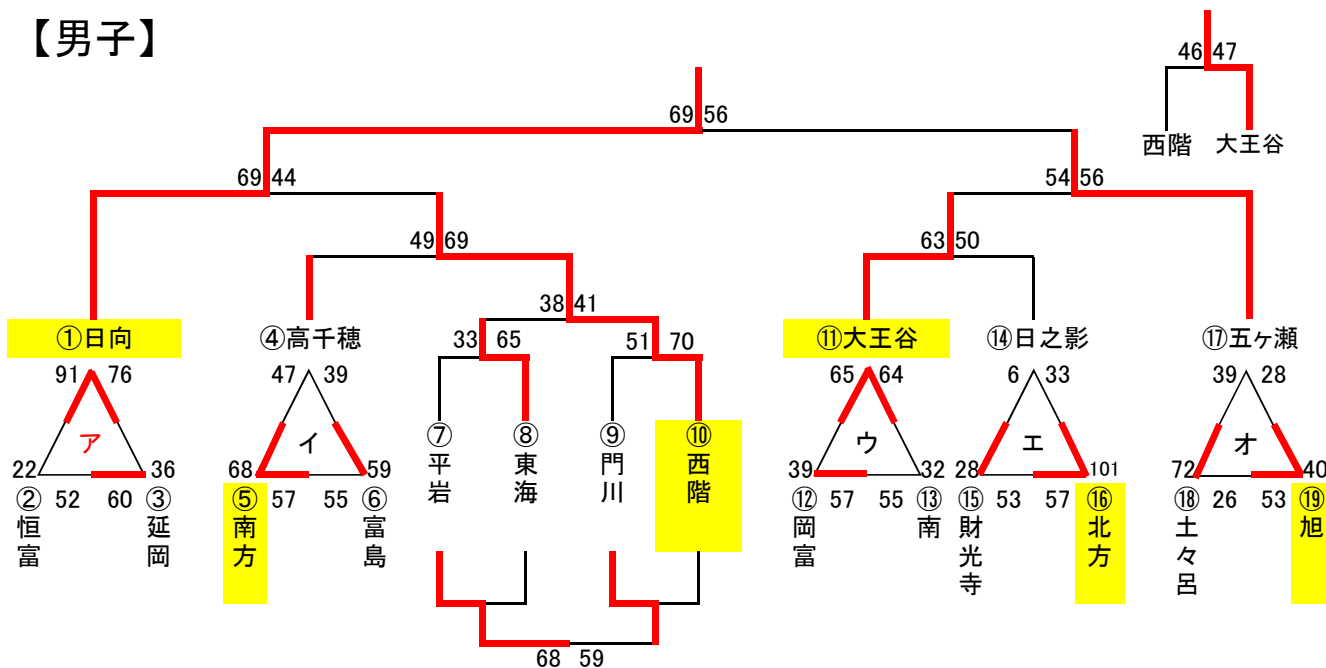 【男子】
46 47
西階 大王谷
69 56
69 44
54 56
49 69
63 50
38 41
33 65
51 70
①日向
④高千穂
⑪大王谷
⑭日之影
⑰五ヶ瀬
91 76
47 39
65 64
6 33
39 28
ア
イ
ウ
エ
オ
22 36
68 59
39 32
28 101
72 40
52 60
57 55
57 55
53 57
26 53
②恒富
③延岡
⑤南方
⑥富島
⑦平岩
⑧東海
⑨門川
⑩西階
⑫岡富
⑬南
⑮財光寺
⑯北方
⑱土々呂
⑲旭
68 59